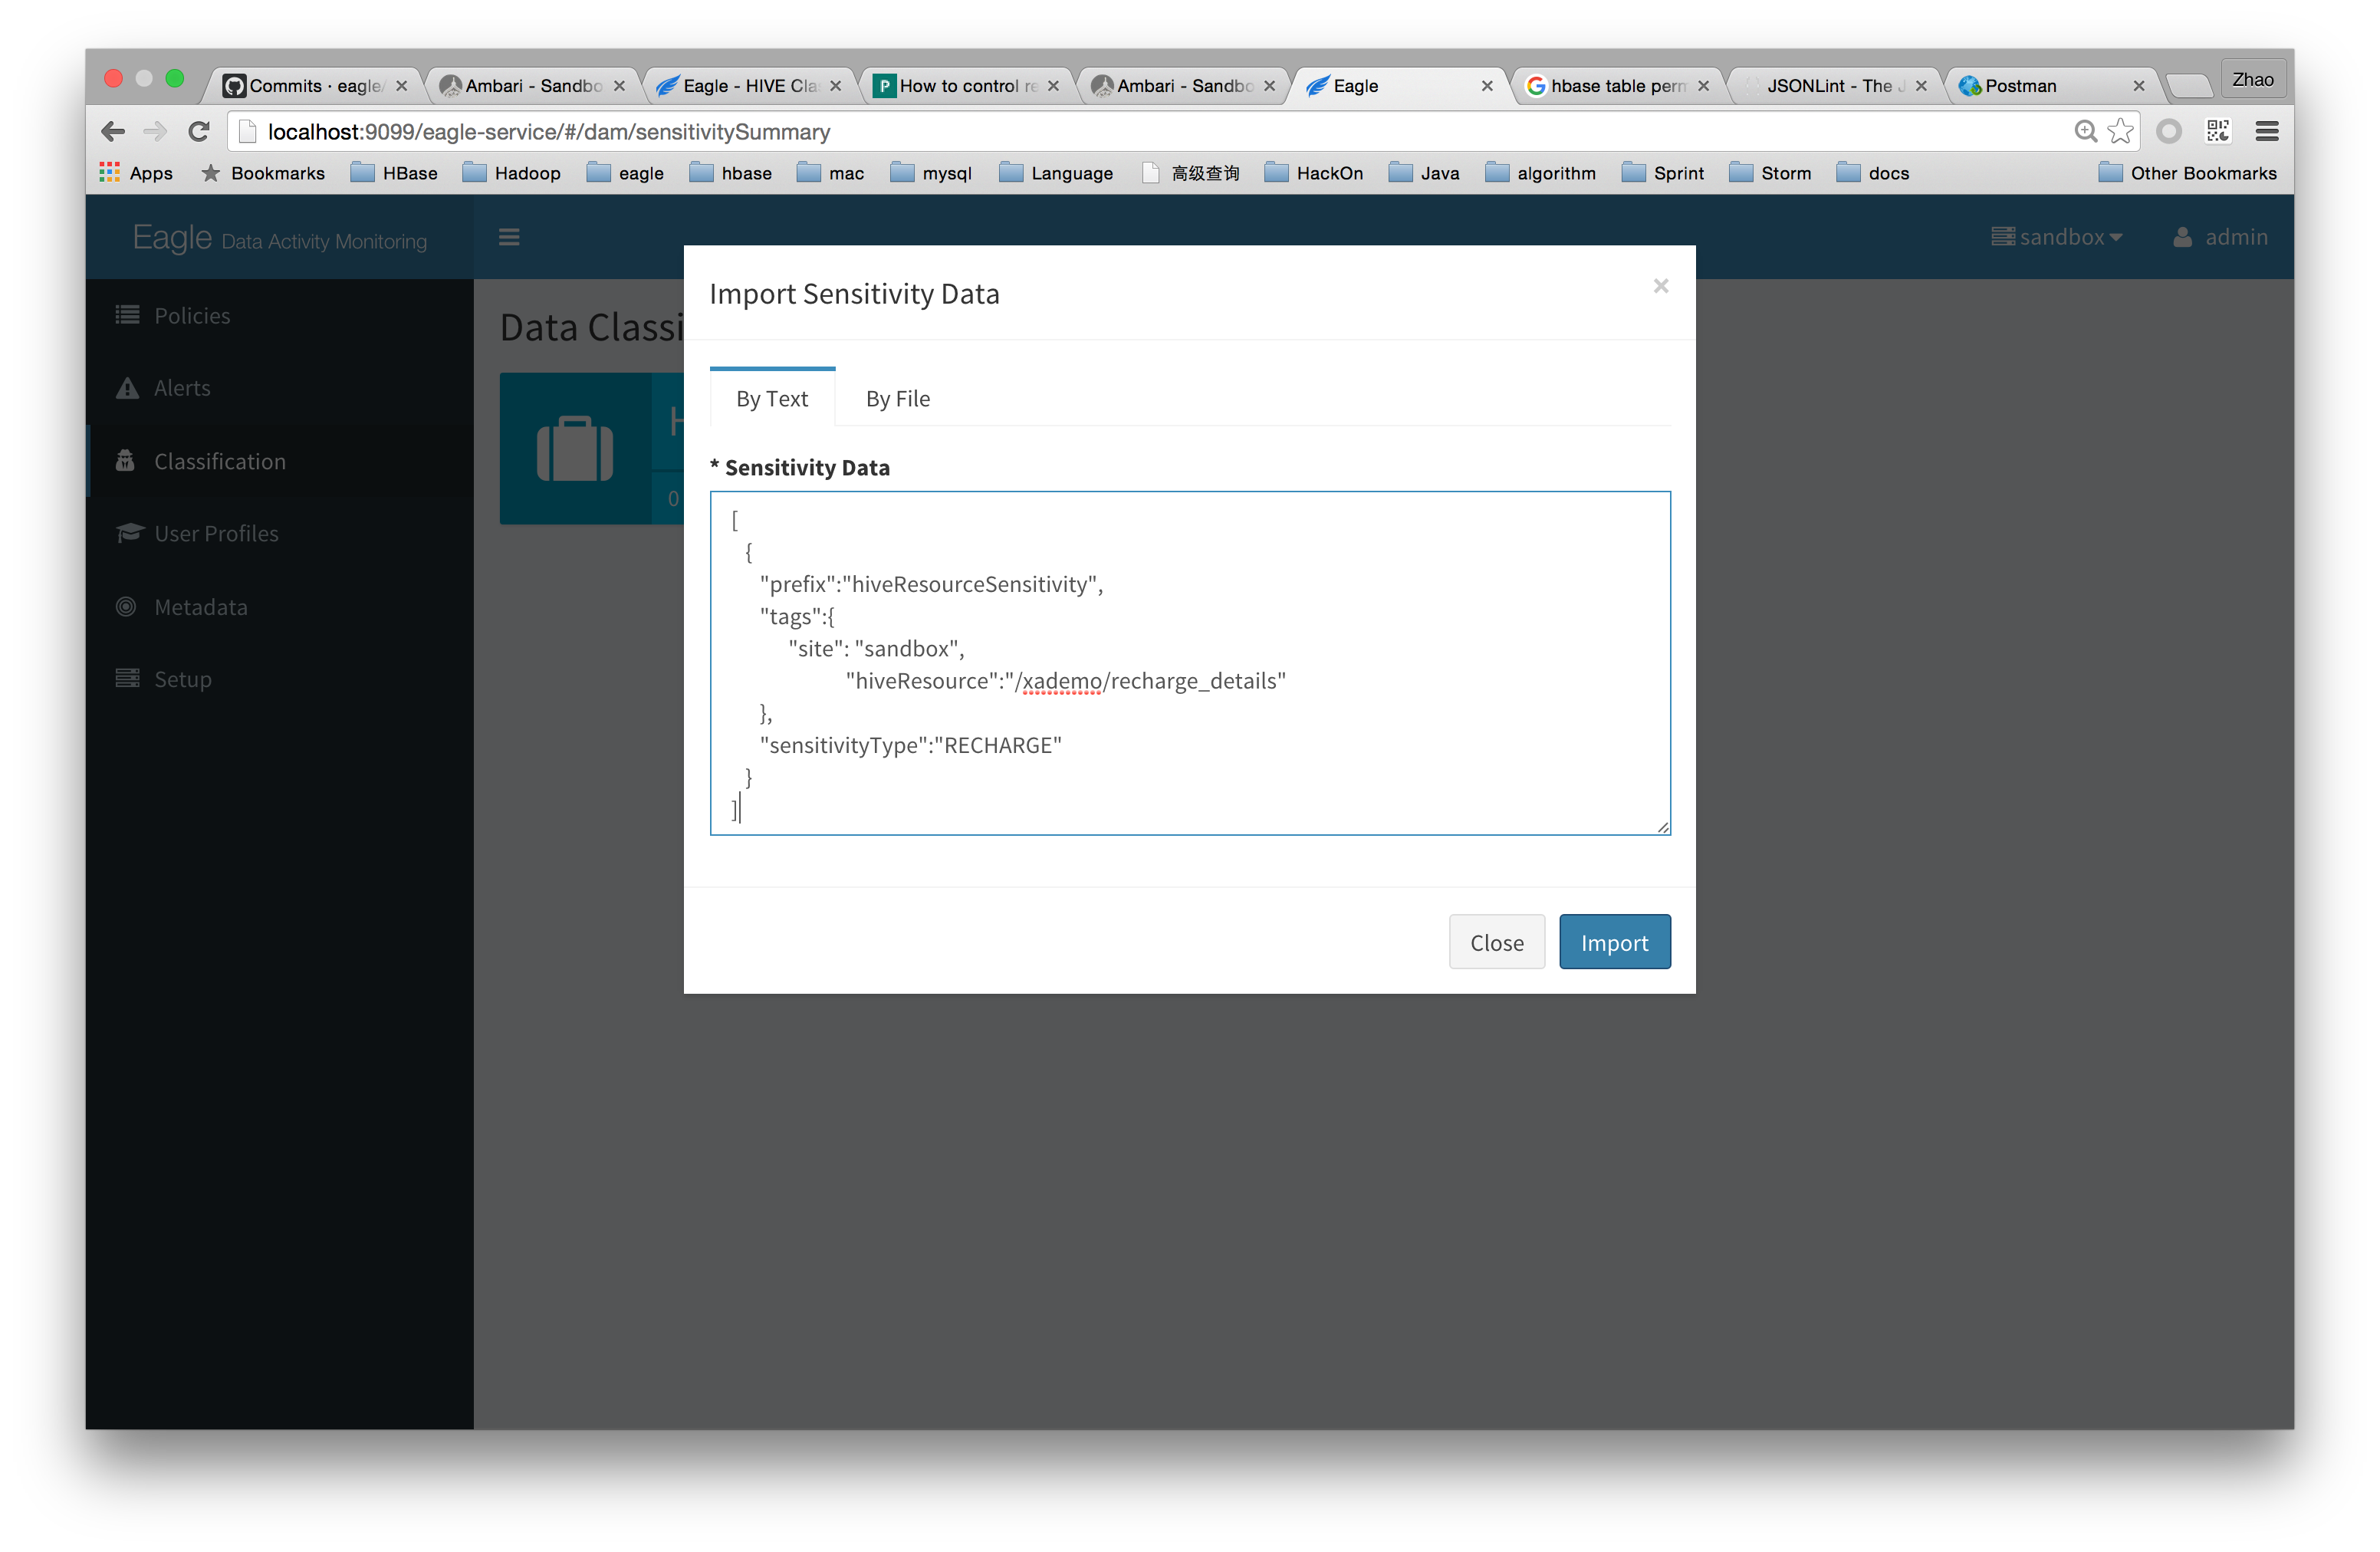 Commits · eagle/
Ambari - Sandbo
Eagle - HIVE Cla
P
How to control re
Ambari - Sandbo
Eagle
hbase table perm
JSONLint - The J
Postman
Zhao
localhost:9099/eagle-service/#/dam/sensitivitySummary
Apps
Bookmarks
HBase
Hadoop
eagle
hbase
mac
mysql
Language
高级查询
HackOn
Java
algorithm
Sprint
Storm
docs
Other Bookmarks
Eagle Data Activity Monitoring
sandbox
admin
Policies
Alerts
Classification
User Profiles
Metadata
Setup
Data Classi
H
0
Import Sensitivity Data
×
By Text
By File
* Sensitivity Data
[
{
"prefix":"hiveResourceSensitivity",
"tags":{
"site": "sandbox",
"hiveResource":"/xademo/recharge_details"
},
"sensitivityType":"RECHARGE"
}
]
Close
Import